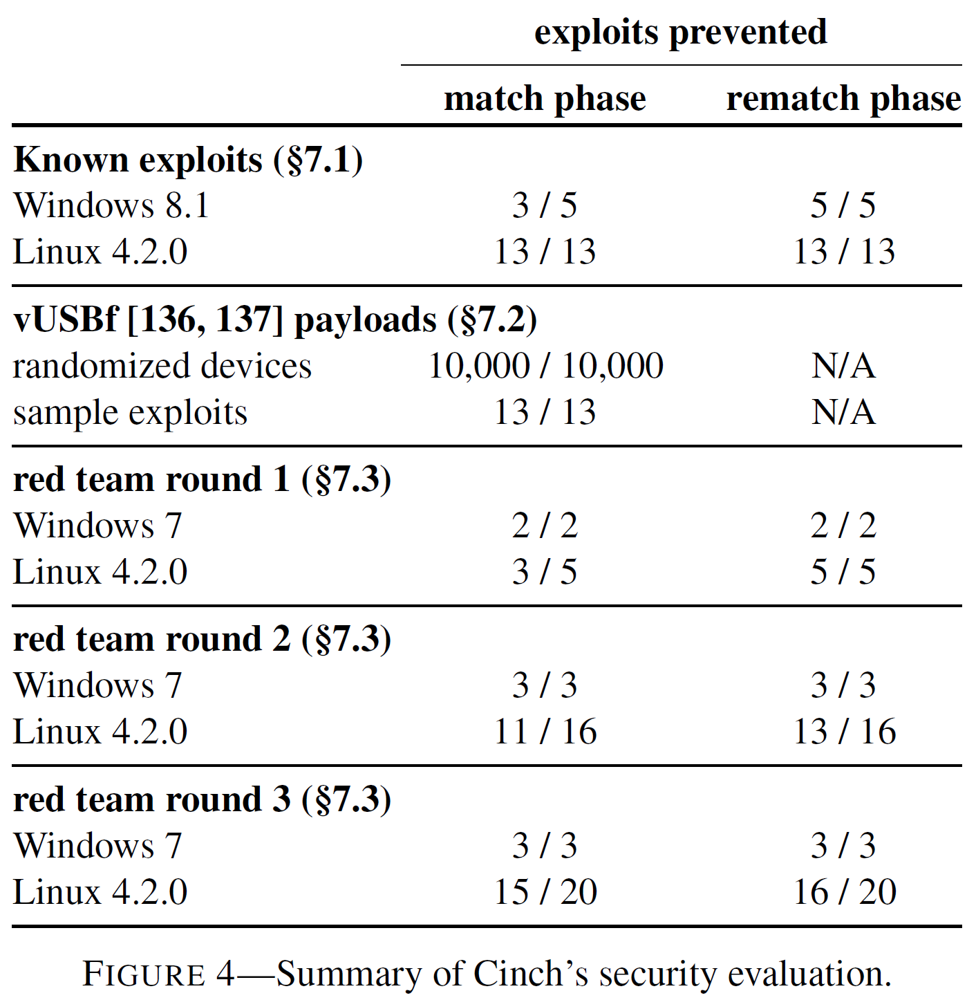 exploits prevented
match phase rematch phase
Known exploits (§7.1)
Windows 8.1 3 / 5 5 / 5
Linux 4.2.0 13 / 13 13 / 13
vUSBf [136, 137] payloads (§7.2)
randomized devices 10,000 / 10,000 N/A
sample exploits 13 / 13 N/A
red team round 1 (§7.3)
Windows 7 2 / 2 2 / 2
Linux 4.2.0 3 / 5 5 / 5
red team round 2 (§7.3)
Windows 7 3 / 3 3 / 3
Linux 4.2.0 11 / 16 13 / 16
red team round 3 (§7.3)
Windows 7 3 / 3 3 / 3
Linux 4.2.0 15 / 20 16 / 20
FIGURE 4—Summary of Cinch’s security evaluation.